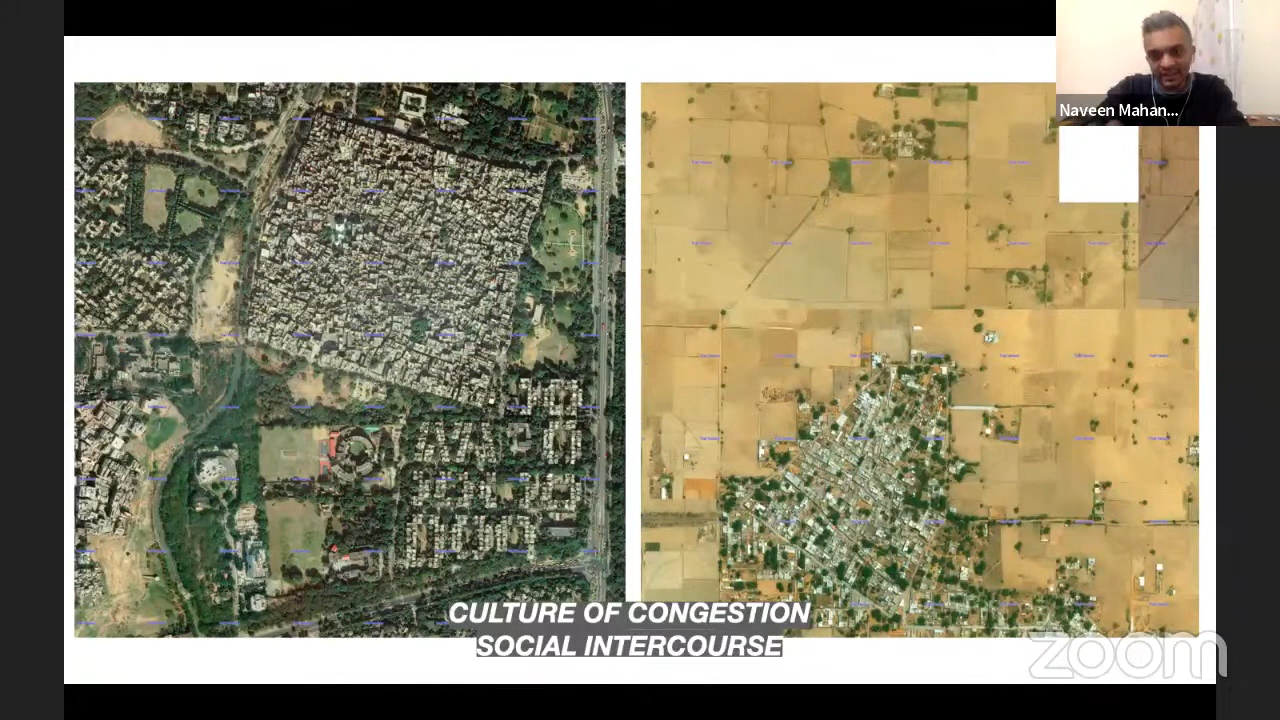 Naveen Mahan...
CULTURE OF CONGESTION
SOCIAL INTERCOURSE
zoom